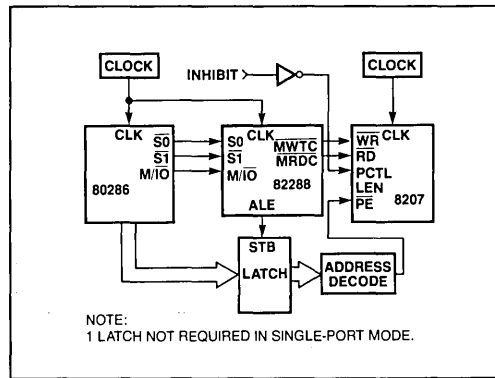 CLOCK
CLOCK
INHIBIT
CLK
S0
S1
M/IO
80286
CLK
S0
S1
M/IO
MWTC
MRDC
82288
ALE
CLK
WR
RD
PCTL
LEN
PE
8207
STB
LATCH
ADDRESS
DECODE
NOTE:
1 LATCH NOT REQUIRED IN SINGLE-PORT MODE.